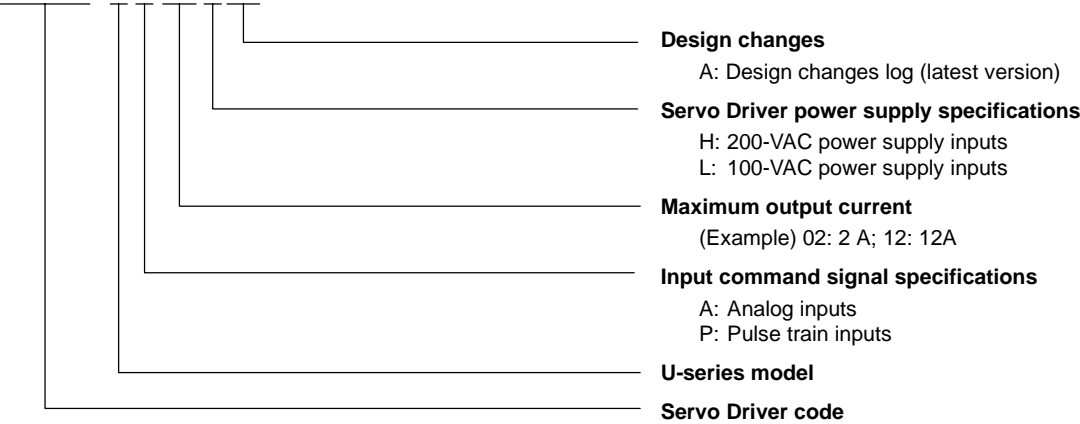 Design changes
A: Design changes log (latest version)
Servo Driver power supply specifications
H: 200-VAC power supply inputs
L: 100-VAC power supply inputs
Maximum output current
(Example) 02: 2 A; 12: 12A
Input command signal specifications
A: Analog inputs
P: Pulse train inputs
U-series model
Servo Driver code